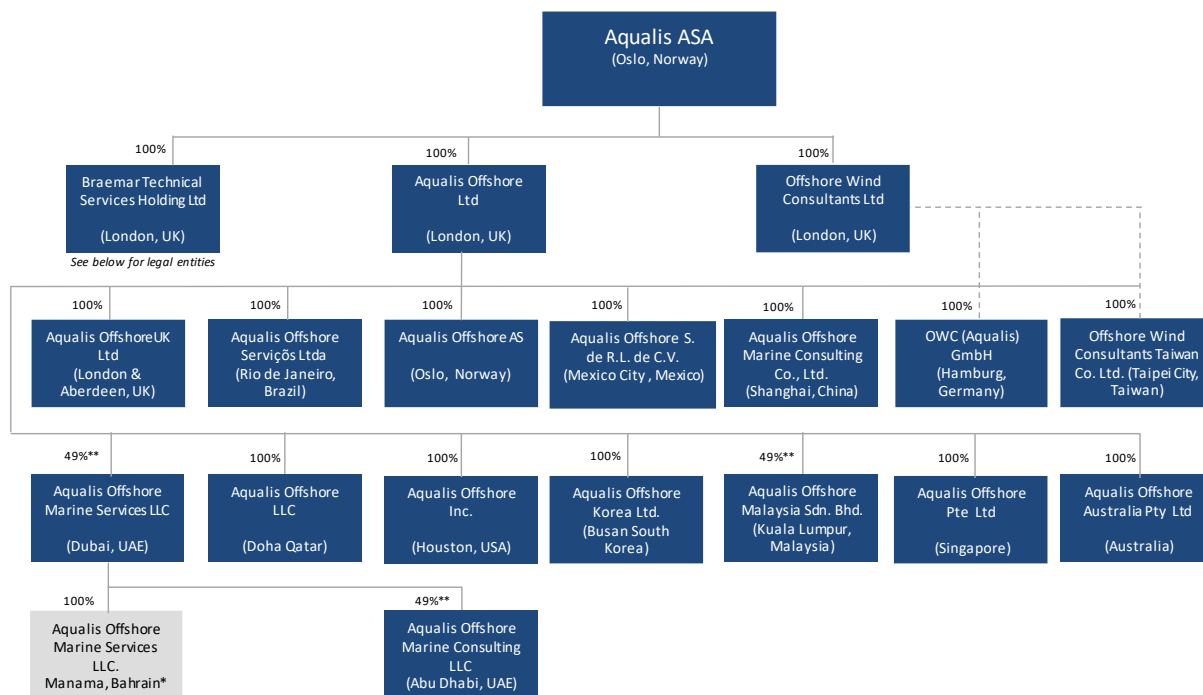 Aqualis ASA
(Oslo, Norway)
100%
100%
100%
Braemar Technical
Services Holding Ltd
(London, UK)
See below for legal entities
Aqualis Offshore
Ltd
(London, UK)
Offshore Wind
Consultants Ltd
(London, UK)
100%
100%
100%
100%
100%
100%
100%
Aqualis Offshore UK
Ltd
(London &
Aberdeen, UK)
Aqualis Offshore
Serviçõs Ltda
(Rio de Janeiro,
Brazil)
Aqualis Offshore AS
(Oslo, Norway)
Aqualis Offshore S.
de R.L. de C.V.
(Mexico City , Mexico)
Aqualis Offshore
Marine Consulting
Co., Ltd.
(Shanghai, China)
OWC (Aqualis)
GmbH
(Hamburg,
Germany)
Offshore Wind
Consultants Taiwan
Co. Ltd. (Taipei City,
Taiwan)
49%**
100%
100%
100%
49%**
100%
100%
Aqualis Offshore
Marine Services LLC
(Dubai, UAE)
Aqualis Offshore
LLC
(Doha Qatar)
Aqualis Offshore
Inc.
(Houston, USA)
Aqualis Offshore
Korea Ltd.
(Busan South
Korea)
Aqualis Offshore
Malaysia Sdn. Bhd.
(Kuala Lumpur,
Malaysia)
Aqualis Offshore
Pte Ltd
(Singapore)
Aqualis Offshore
Australia Pty Ltd
(Australia)
100%
49%**
Aqualis Offshore
Marine Services
LLC.
Manama, Bahrain*
Aqualis Offshore
Marine Consulting
LLC
(Abu Dhabi, UAE)